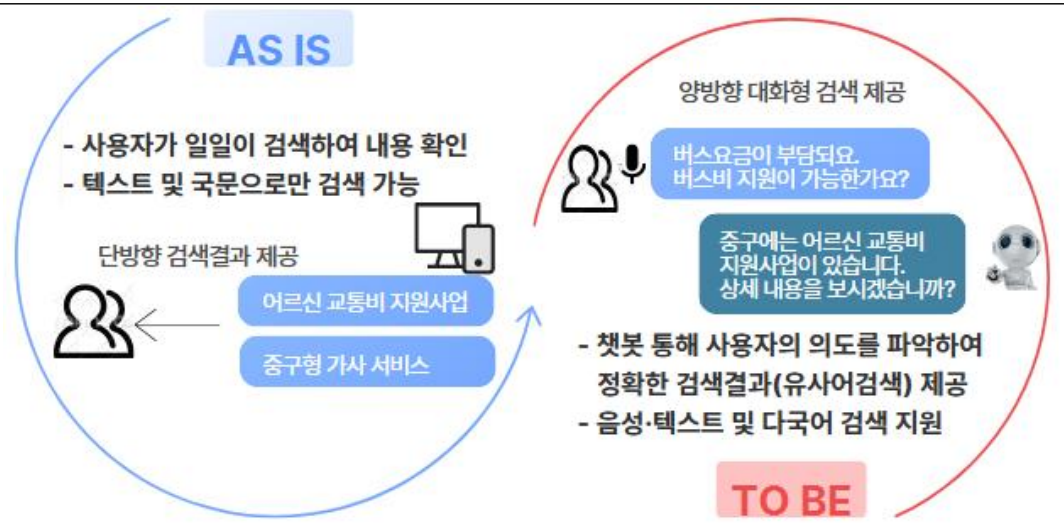 AS IS
- 사용자가 일일이 검색하여 내용 확인
- 텍스트 및 국문으로만 검색 가능
단방향 검색결과 제공
어르신 교통비 지원사업
중구형 가사 서비스
양방향 대화형 검색 제공
버스요금이 부담되요.
버스비 지원이 가능한가요?
중구에는 어르신 교통비
지원사업이 있습니다.
상세 내용을 보시겠습니까?
- 챗봇 통해 사용자의 의도를 파악하여
정확한 검색결과(유사어검색) 제공
- 음성·텍스트 및 다국어 검색 지원
TO BE